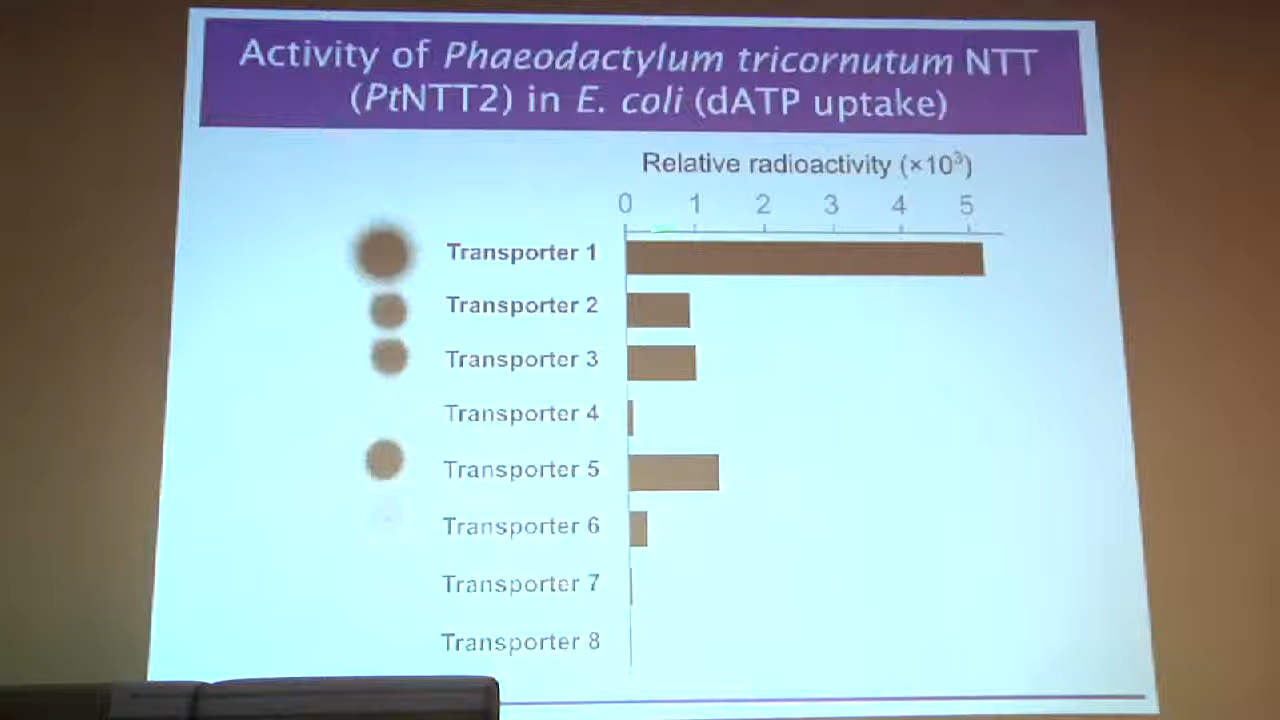 Activity of Phaeodactylum tricornutum NTT
(PtNTT2) in E. coli (dATP uptake)
Relative radioactivity (×10³)
0 1 2 3 4 5
Transporter 1
Transporter 2
Transporter 3
Transporter 4
Transporter 5
Transporter 6
Transporter 7
Transporter 8